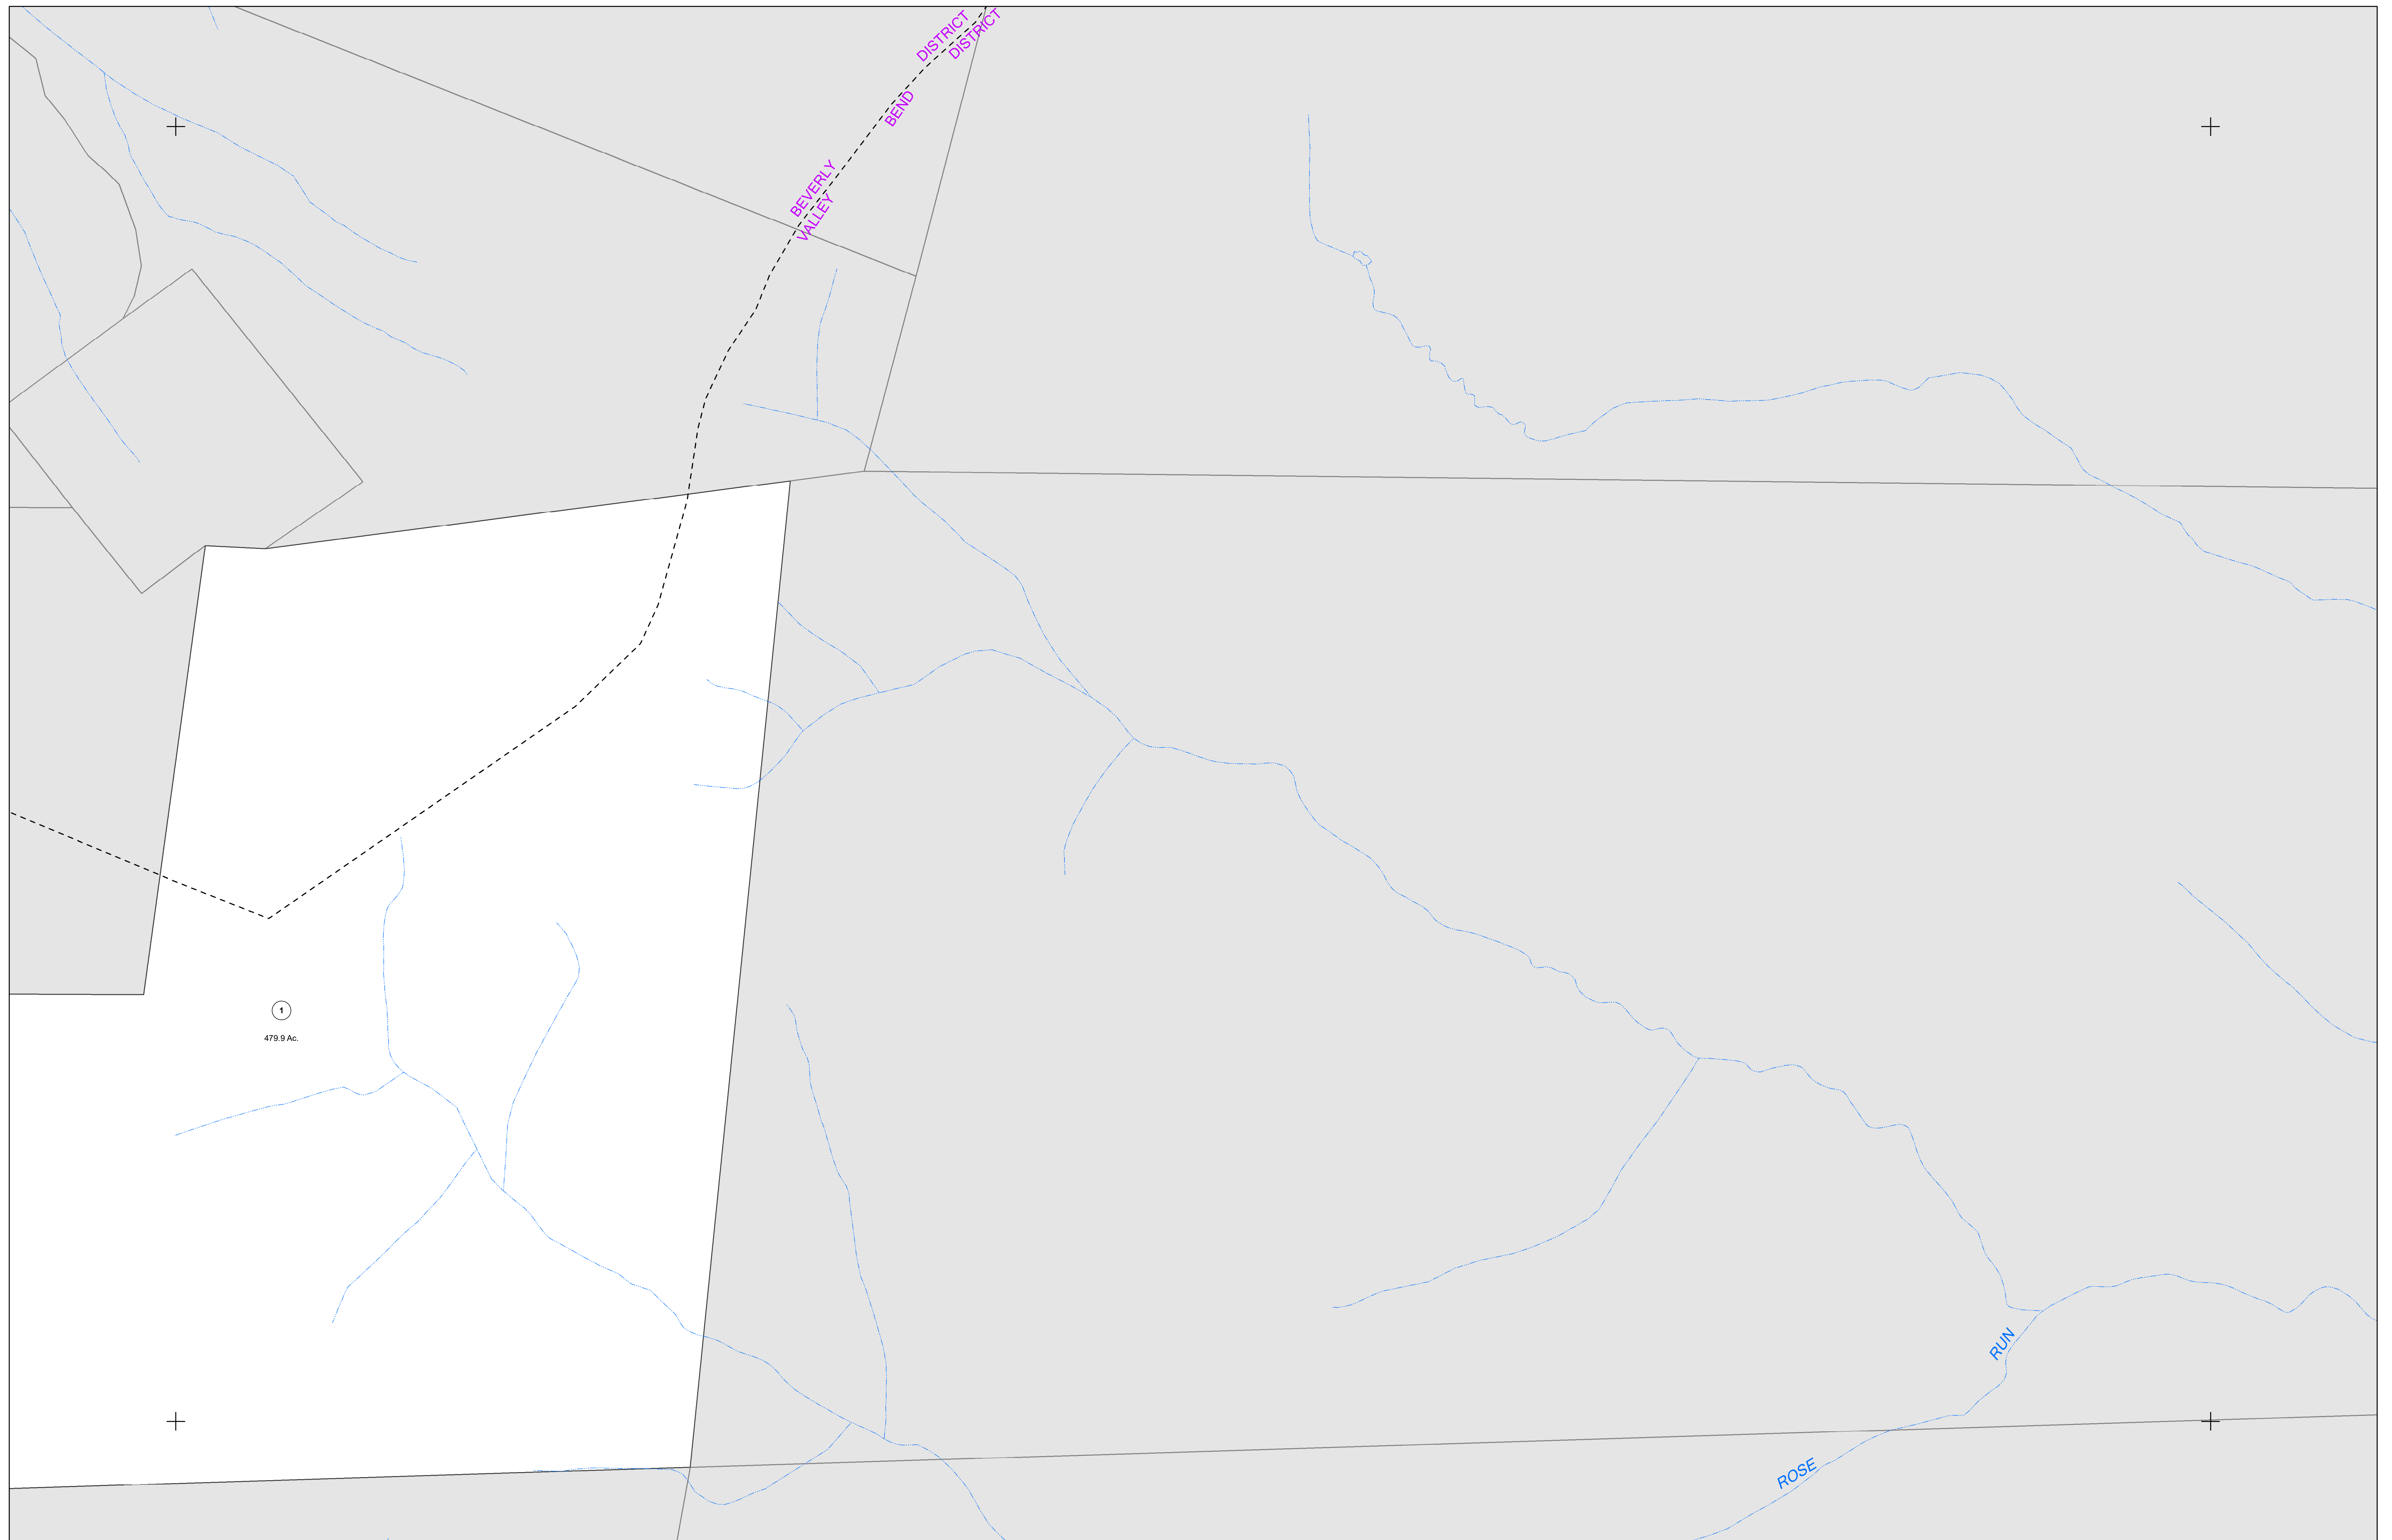 BEVERLY DISTRICT
VALLEY BEND DISTRICT
1
479.9 Ac.
ROSE RUN